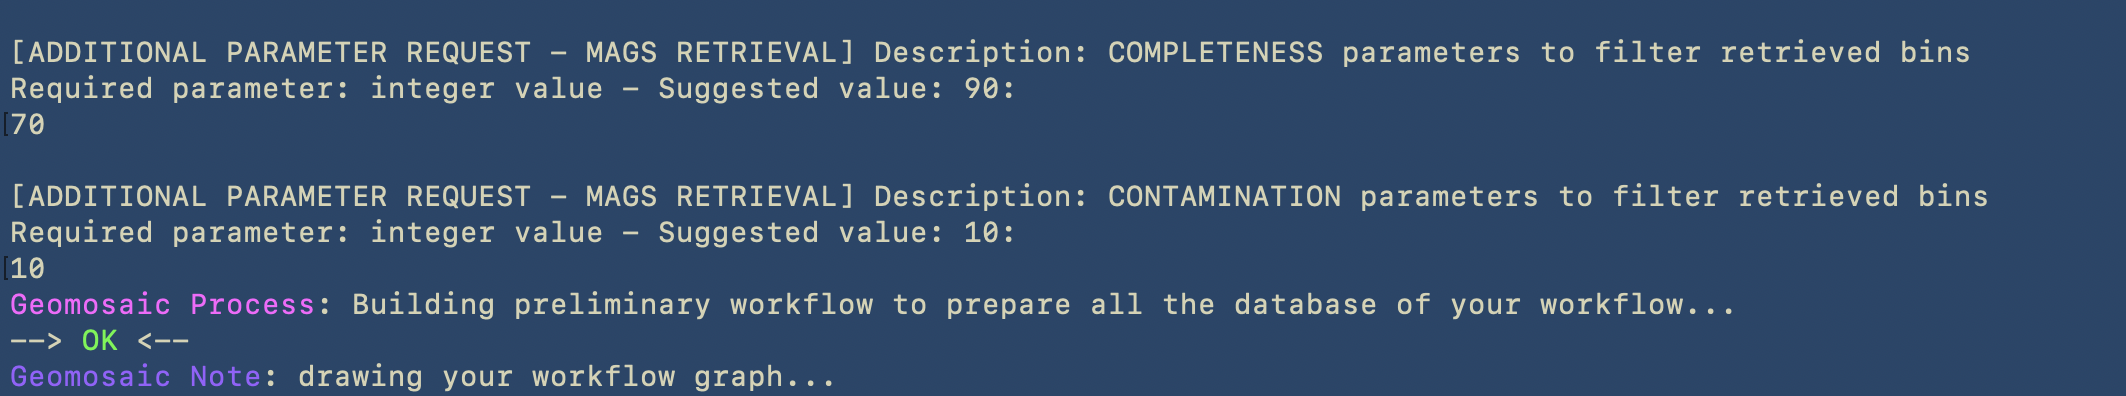 [ADDITIONAL PARAMETER REQUEST – MAGS RETRIEVAL] Description: COMPLETENESS parameters to filter retrieved bins
Required parameter: integer value – Suggested value: 90:
[70
[ADDITIONAL PARAMETER REQUEST – MAGS RETRIEVAL] Description: CONTAMINATION parameters to filter retrieved bins
Required parameter: integer value – Suggested value: 10:
[10
Geomosaic Process: Building preliminary workflow to prepare all the database of your workflow...
--> OK <--
Geomosaic Note: drawing your workflow graph...